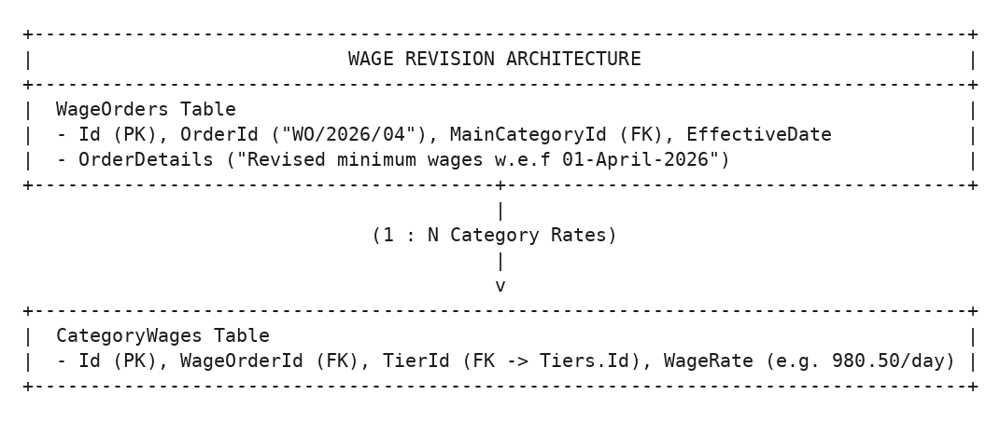 +-----------------------------------------------------------------------------------+
|                            WAGE REVISION ARCHITECTURE                             |
+-----------------------------------------------------------------------------------+
|  WageOrders Table                                                                 |
|  - Id (PK), OrderId ("WO/2026/04"), MainCategoryId (FK), EffectiveDate            |
|  - OrderDetails ("Revised minimum wages w.e.f 01-April-2026")                     |
+-----------------------------------------+-----------------------------------------+
                                          |
                               (1 : N Category Rates)
                                          |
                                          v
+-----------------------------------------------------------------------------------+
|  CategoryWages Table                                                              |
|  - Id (PK), WageOrderId (FK), TierId (FK -> Tiers.Id), WageRate (e.g. 980.50/day) |
+-----------------------------------------------------------------------------------+